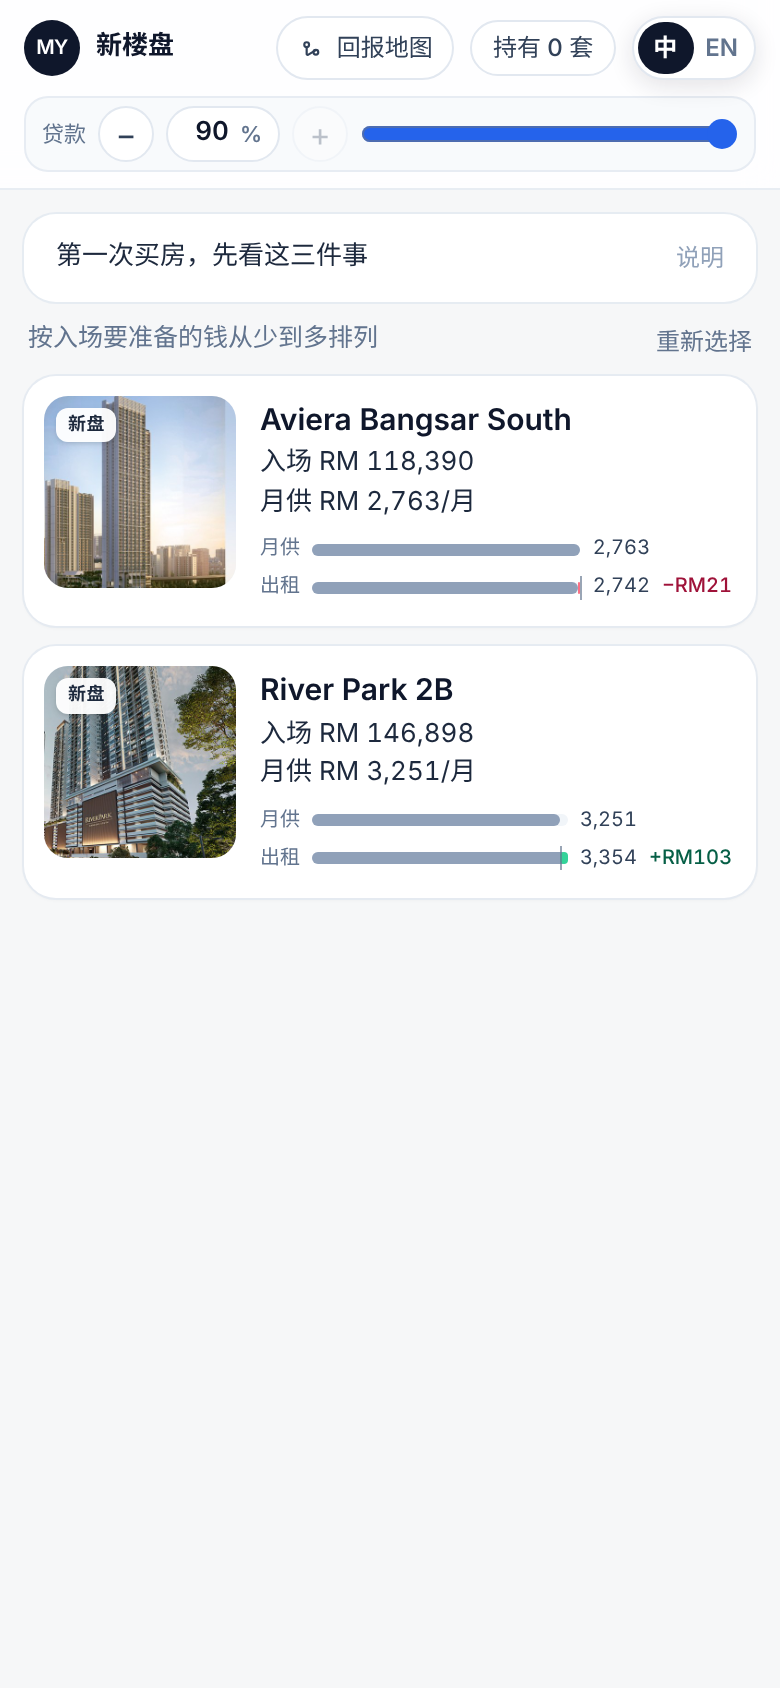 MY 新楼盘 回报地图 持有 0 套 中 EN
贷款 − 90 % +
第一次买房，先看这三件事 说明
按入场要准备的钱从少到多排列 重新选择
新盘
Aviera Bangsar South
入场 RM 118,390
月供 RM 2,763/月
月供 2,763
出租 2,742 −RM21
新盘
RIVERPARK
River Park 2B
入场 RM 146,898
月供 RM 3,251/月
月供 3,251
出租 3,354 +RM103